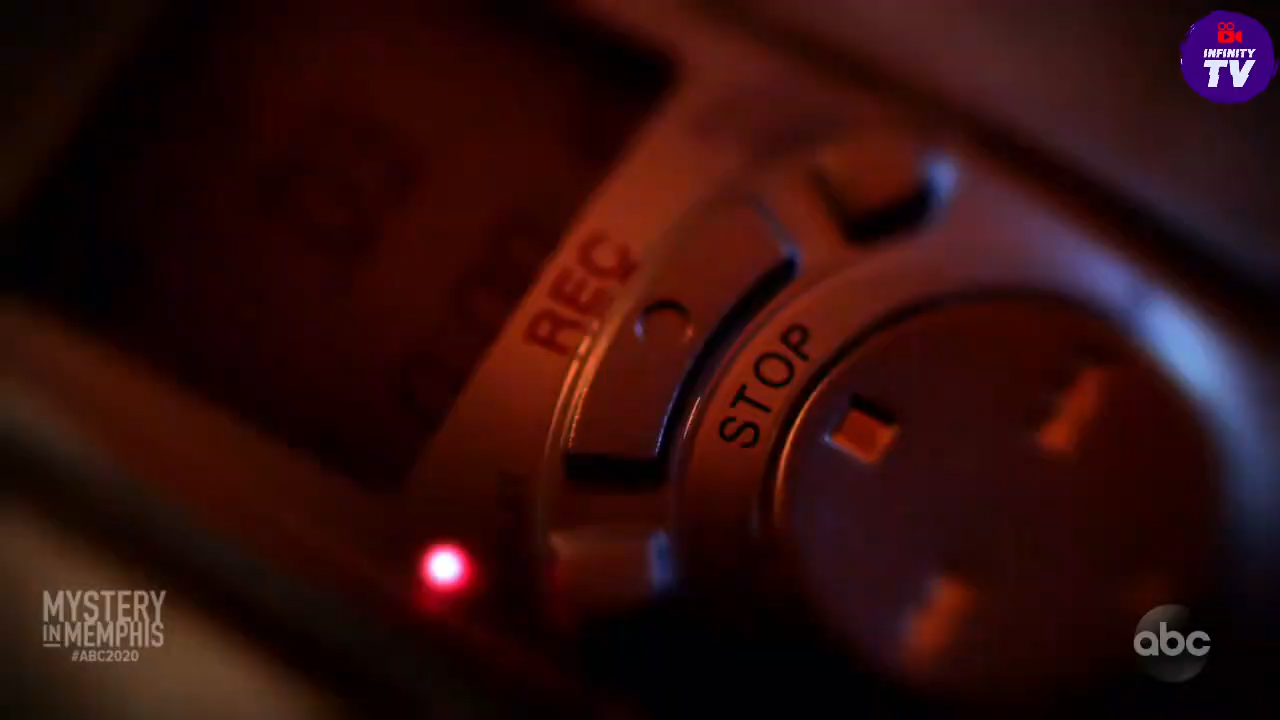 INFINITY
TV
REC
STOP
MYSTERY
IN MEMPHIS
#ABC2020
abc